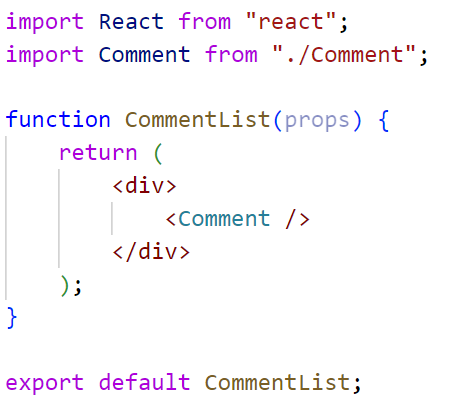 import React from "react";
import Comment from "./Comment";

function CommentList(props) {
    return (
        <div>
            <Comment />
        </div>
    );
}

export default CommentList;